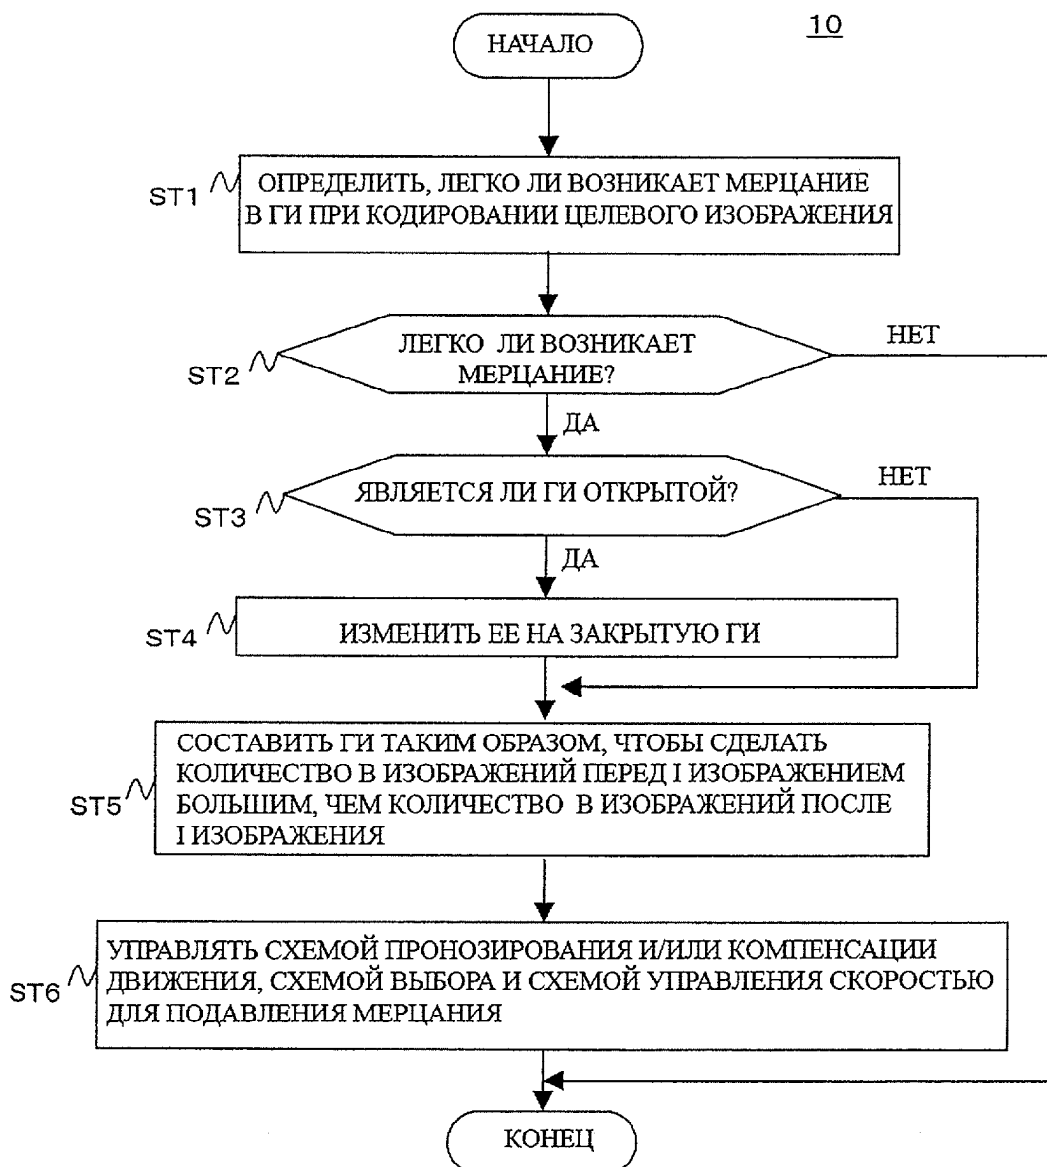 10
НАЧАЛО
ST1
ОПРЕДЕЛИТЬ, ЛЕГКО ЛИ ВОЗНИКАЕТ МЕРЦАНИЕ
В ГИ ПРИ КОДИРОВАНИИ ЦЕЛЕВОГО ИЗОБРАЖЕНИЯ
ST2
ЛЕГКО ЛИ ВОЗНИКАЕТ
МЕРЦАНИЕ?
НЕТ
ДА
ST3
ЯВЛЯЕТСЯ ЛИ ГИ ОТКРЫТОЙ?
НЕТ
ДА
ST4
ИЗМЕНИТЬ ЕЕ НА ЗАКРЫТУЮ ГИ
ST5
СОСТАВИТЬ ГИ ТАКИМ ОБРАЗОМ, ЧТОБЫ СДЕЛАТЬ
КОЛИЧЕСТВО В ИЗОБРАЖЕНИЙ ПЕРЕД I ИЗОБРАЖЕНИЕМ
БОЛЬШИМ, ЧЕМ КОЛИЧЕСТВО В ИЗОБРАЖЕНИЙ ПОСЛЕ
I ИЗОБРАЖЕНИЯ
ST6
УПРАВЛЯТЬ СХЕМОЙ ПРОНОЗИРОВАНИЯ И/ИЛИ КОМПЕНСАЦИИ
ДВИЖЕНИЯ, СХЕМОЙ ВЫБОРА И СХЕМОЙ УПРАВЛЕНИЯ СКОРОСТЬЮ
ДЛЯ ПОДАВЛЕНИЯ МЕРЦАНИЯ
КОНЕЦ